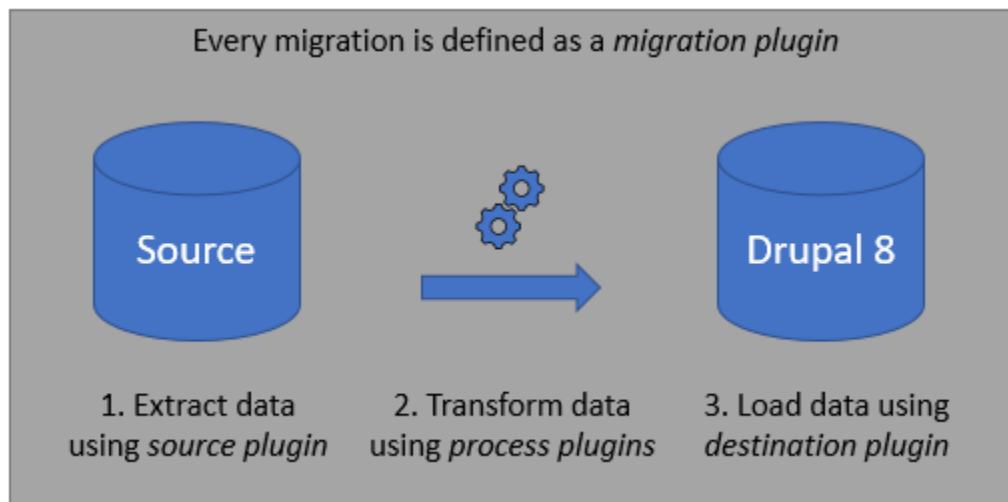 Every migration is defined as a migration plugin
Source
Drupal 8
1. Extract data
using source plugin
2. Transform data
using process plugins
3. Load data using
destination plugin